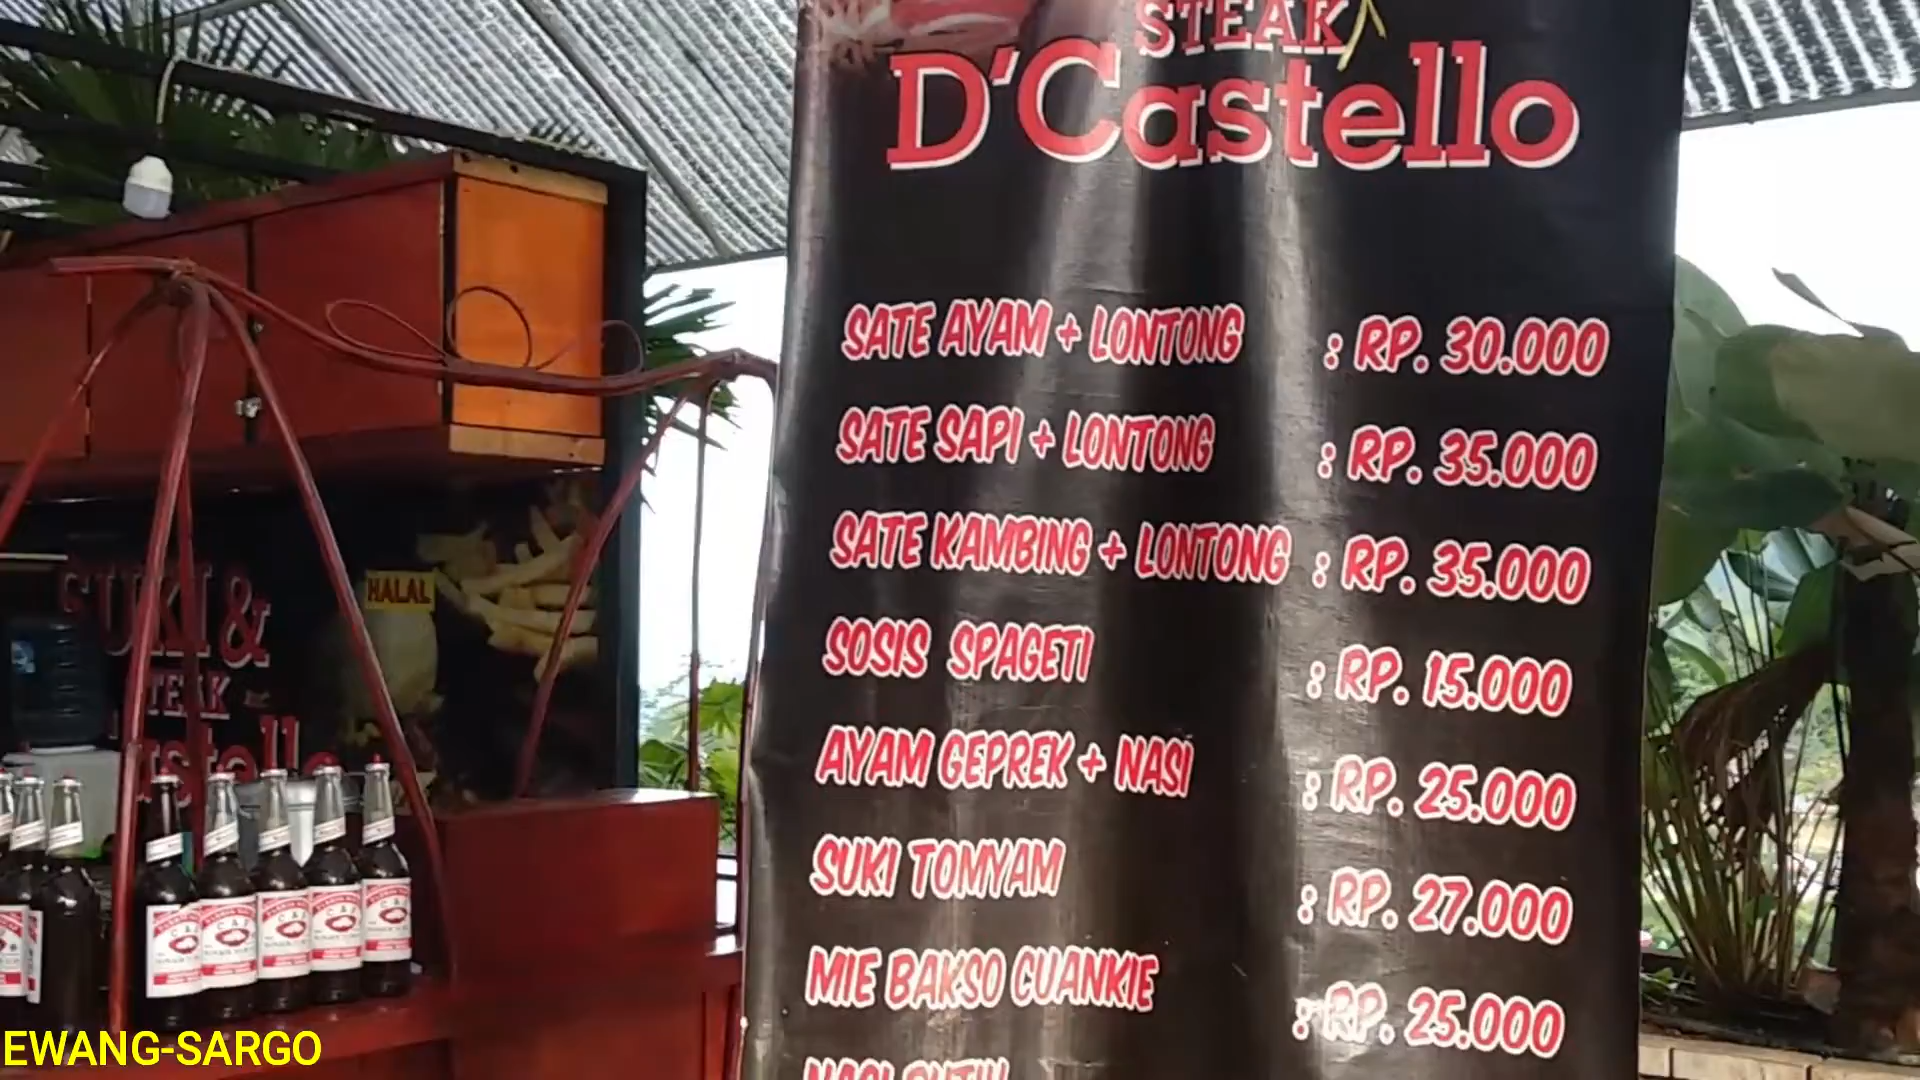 STEAK
D'Castello
SATE AYAM + LONTONG : RP. 30.000
SATE SAPI + LONTONG : RP. 35.000
SATE KAMBING + LONTONG : RP. 35.000
SOSIS SPAGETI : RP. 15.000
AYAM GEPREK + NASI : RP. 25.000
SUKI TOMYAM : RP. 27.000
MIE BAKSO CUANKIE : RP. 25.000
NASI PUTIH
HALAL
SUKI &
STEAK
EWANG-SARGO